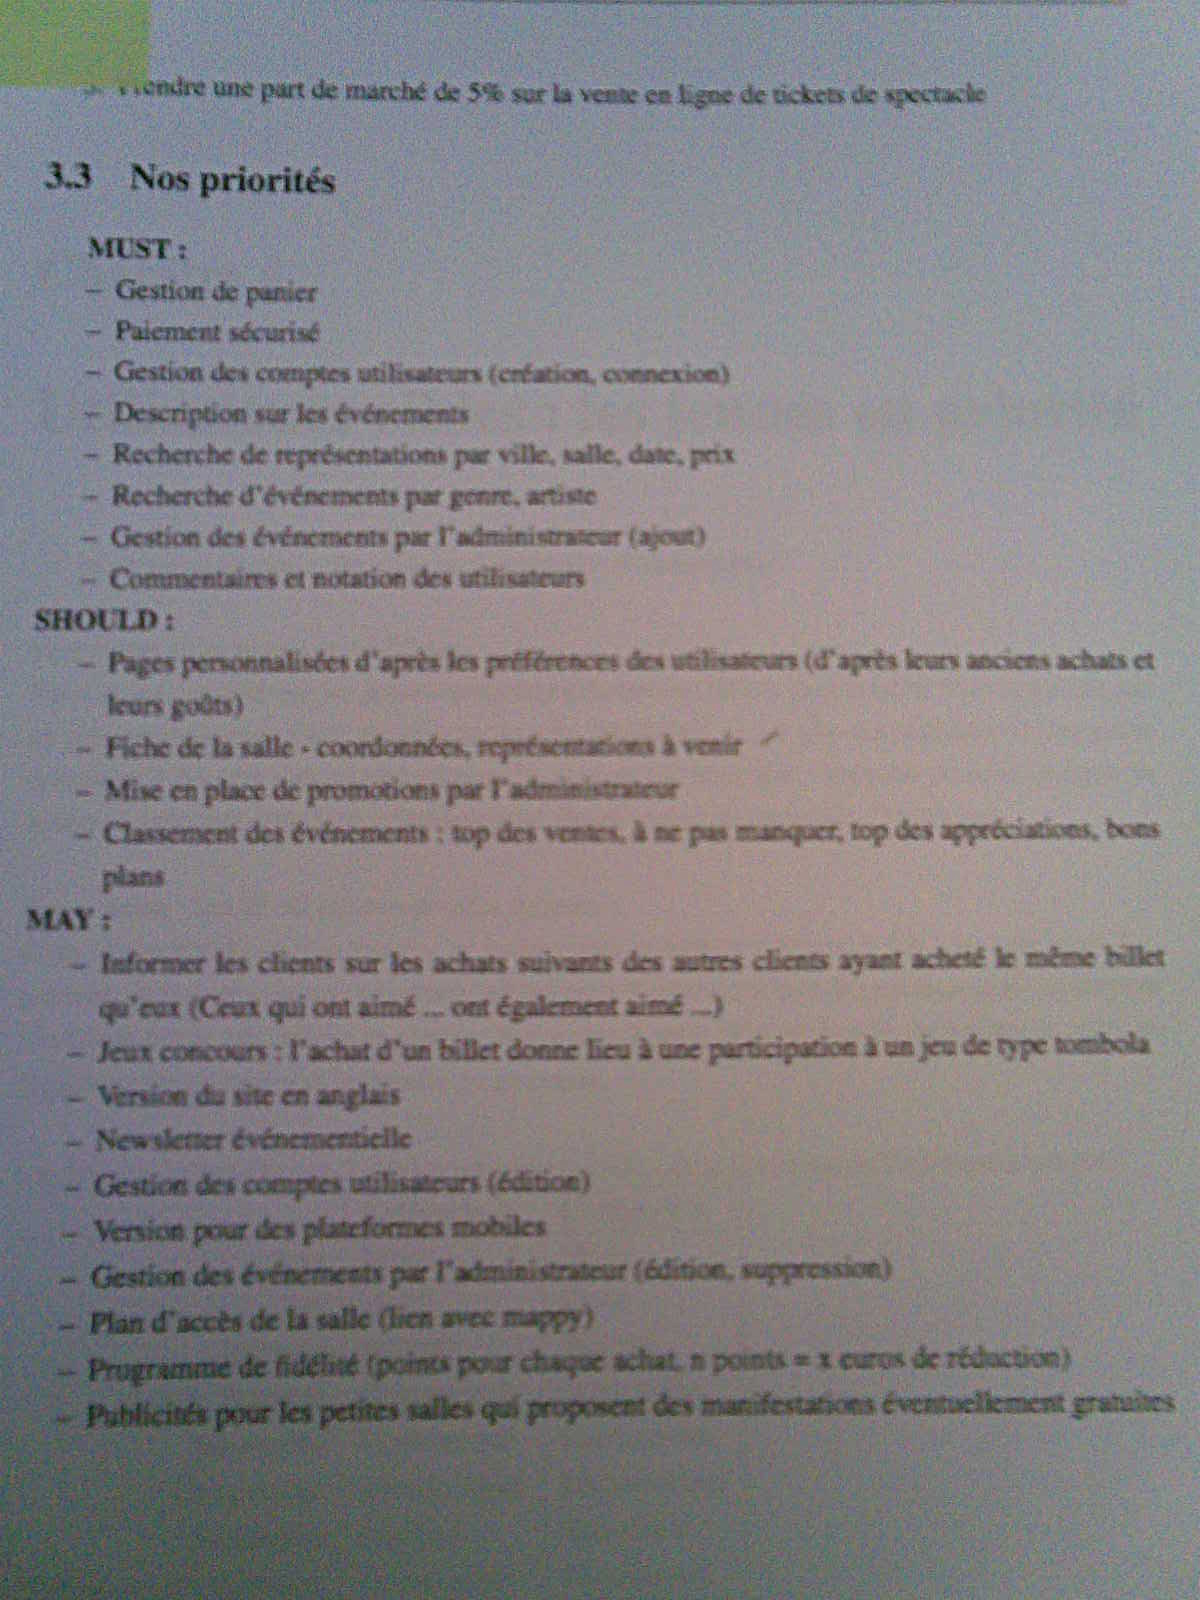 Prendre une part de marché de 5% sur la vente en ligne de tickets de spectacle
3.3 Nos priorités
MUST :
– Gestion de panier
– Paiement sécurisé
– Gestion des comptes utilisateurs (création, connexion)
– Description sur les événements
– Recherche de représentations par ville, salle, date, prix
– Recherche d'événements par genre, artiste
– Gestion des événements par l'administrateur (ajout)
– Commentaires et notation des utilisateurs
SHOULD :
– Pages personnalisées d'après les préférences des utilisateurs (d'après leurs anciens achats et
leurs goûts)
– Fiche de la salle - coordonnées, représentations à venir
– Mise en place de promotions par l'administrateur
– Classement des événements : top des ventes, à ne pas manquer, top des appréciations, bons
plans
MAY :
– Informer les clients sur les achats suivants des autres clients ayant acheté le même billet
qu'eux (Ceux qui ont aimé ... ont également aimé ...)
– Jeux concours : l'achat d'un billet donne lieu à une participation à un jeu de type tombola
– Version du site en anglais
– Newsletter événementielle
– Gestion des comptes utilisateurs (édition)
– Version pour des plateformes mobiles
– Gestion des événements par l'administrateur (édition, suppression)
– Plan d'accès de la salle (lien avec mappy)
– Programme de fidélité (points pour chaque achat, n points = x euros de réduction)
– Publicités pour les petites salles qui proposent des manifestations éventuellement gratuites